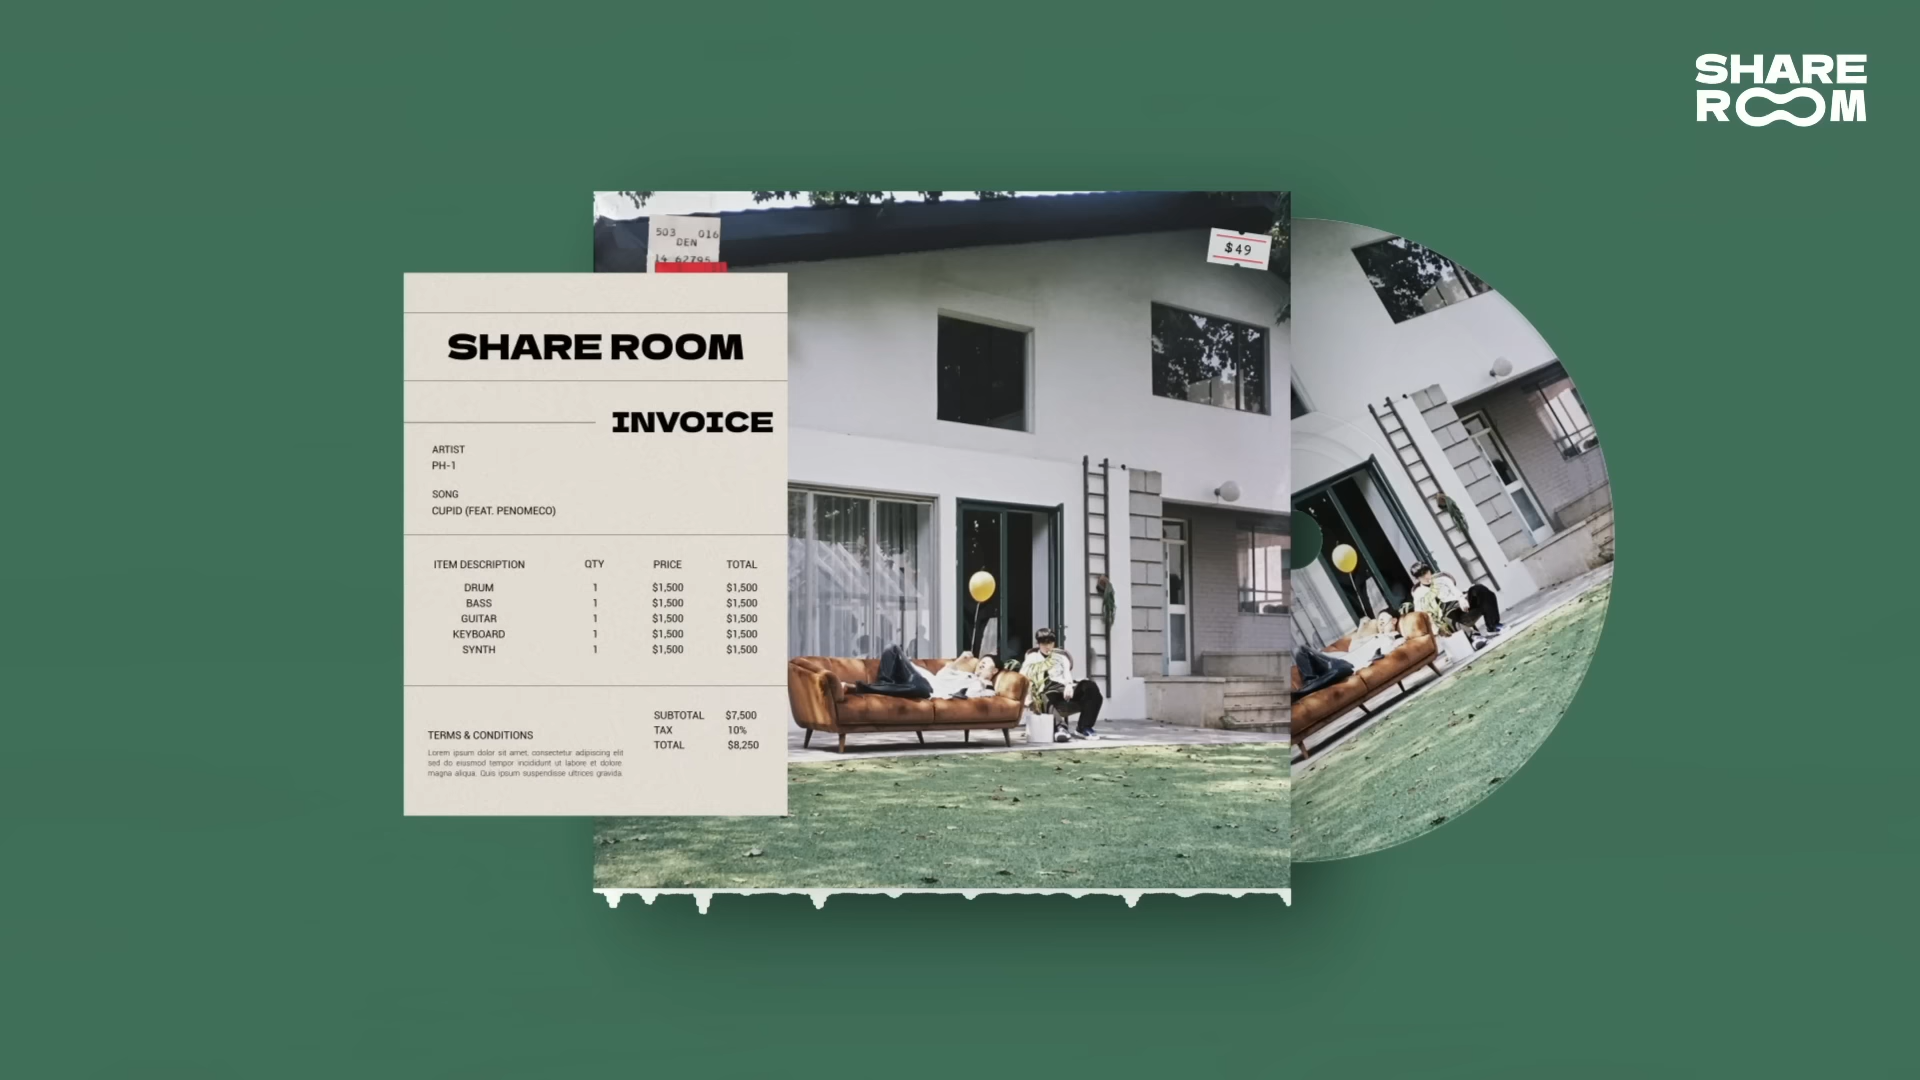 SHARE
ROOM
503 016
DEN
14 62795
$49
SHARE ROOM
INVOICE
ARTIST
PH-1
SONG
CUPID (FEAT. PENOMECO)
ITEM DESCRIPTION QTY PRICE TOTAL
DRUM 1 $1,500 $1,500
BASS 1 $1,500 $1,500
GUITAR 1 $1,500 $1,500
KEYBOARD 1 $1,500 $1,500
SYNTH 1 $1,500 $1,500
SUBTOTAL $7,500
TAX 10%
TOTAL $8,250
TERMS & CONDITIONS
Lorem ipsum dolor sit amet, consectetur adipiscing elit
sed do eiusmod tempor incididunt ut labore et dolore
magna aliqua. Quis ipsum suspendisse ultrices gravida.